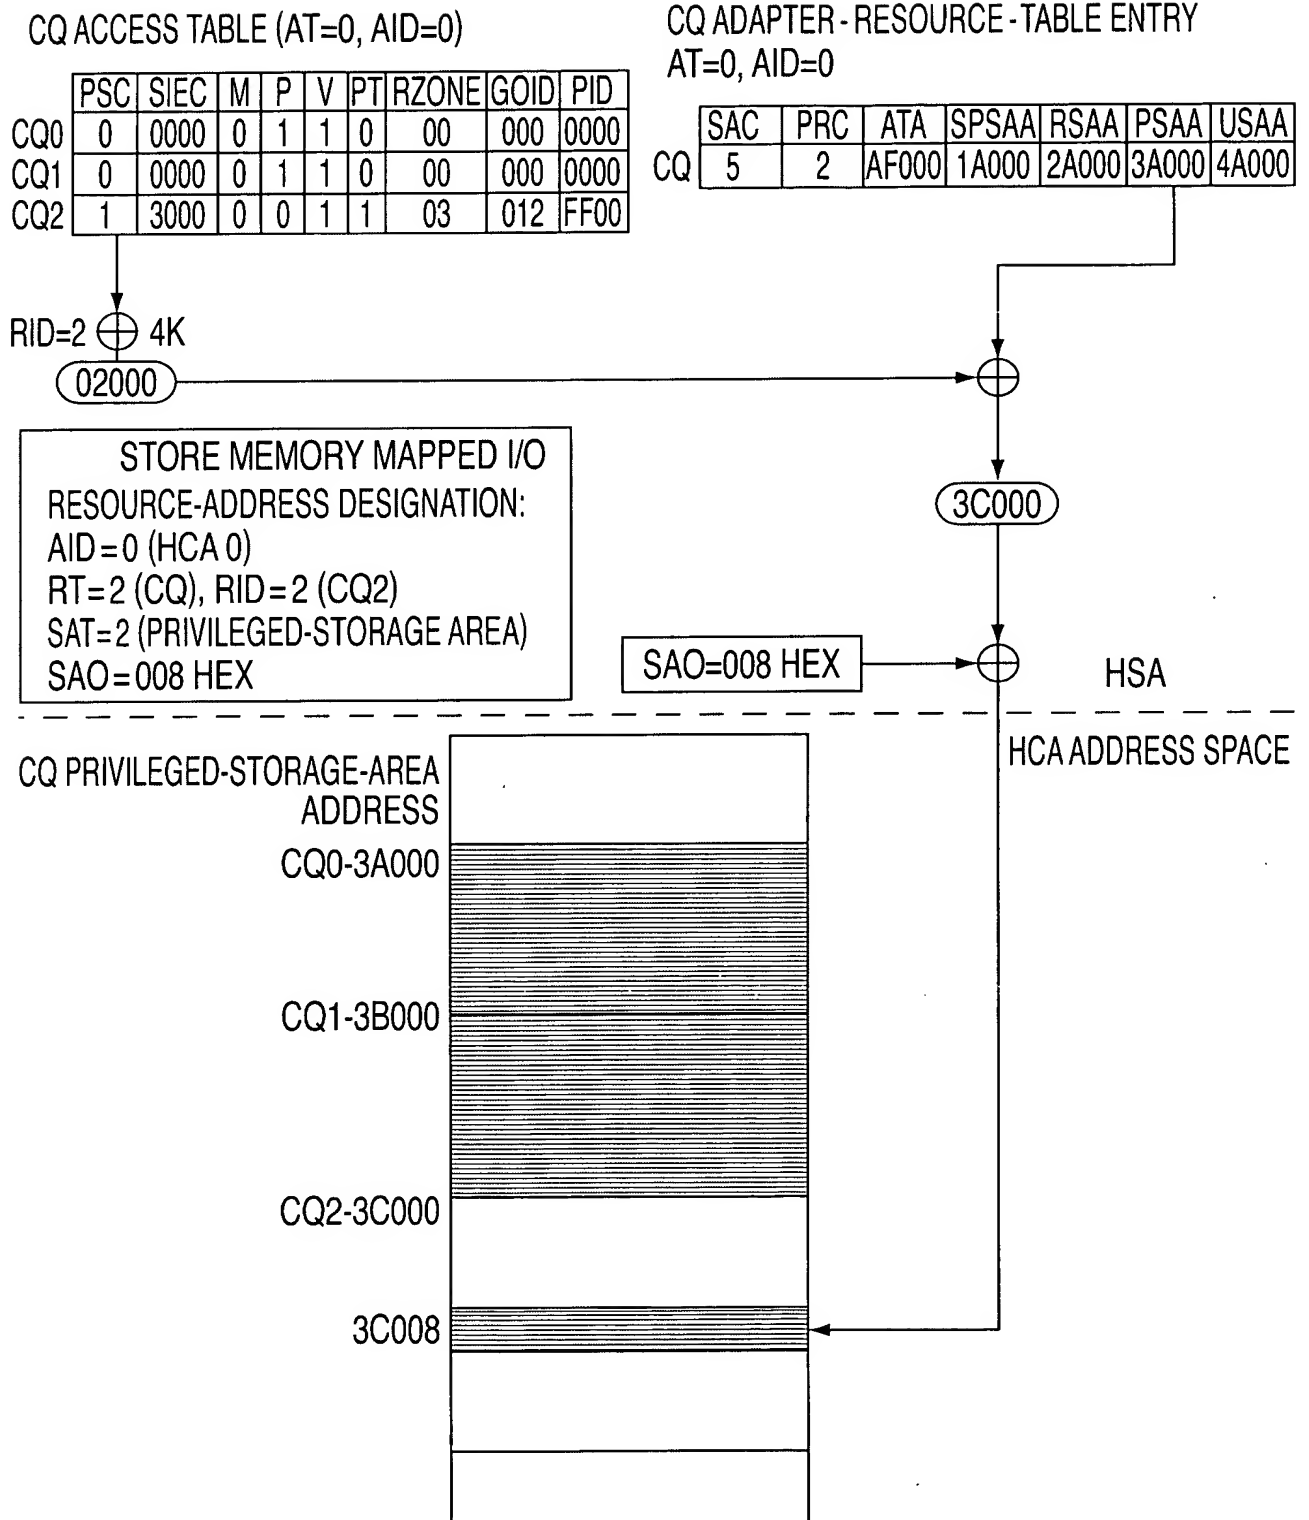 CQ ACCESS TABLE (AT=0, AID=0)
PSC SIEC M P V PT RZONE GOID PID
CQ0 0 0000 0 1 1 0 00 000 0000
CQ1 0 0000 0 1 1 0 00 000 0000
CQ2 1 3000 0 0 1 1 03 012 FF00
CQ ADAPTER-RESOURCE-TABLE ENTRY
AT=0, AID=0
SAC PRC ATA SPSAA RSAA PSAA USAA
CQ 5 2 AF000 1A000 2A000 3A000 4A000
RID=2 4K
02000
3C000
STORE MEMORY MAPPED I/O
RESOURCE-ADDRESS DESIGNATION:
AID=0 (HCA 0)
RT=2 (CQ), RID=2 (CQ2)
SAT=2 (PRIVILEGED-STORAGE AREA)
SAO=008 HEX
SAO=008 HEX
HSA
HCA ADDRESS SPACE
CQ PRIVILEGED-STORAGE-AREA
ADDRESS
CQ0-3A000
CQ1-3B000
CQ2-3C000
3C008